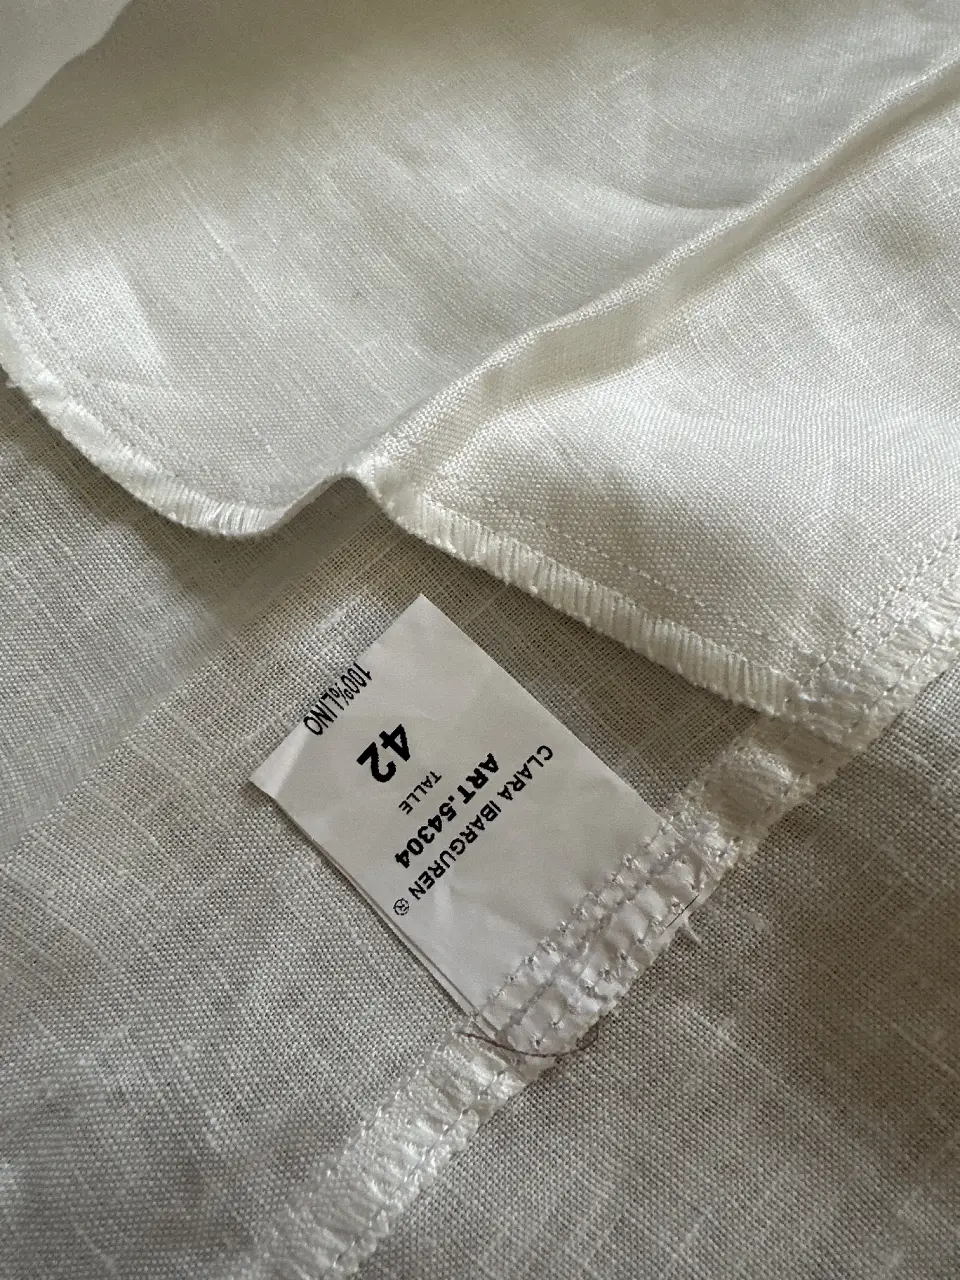 CLARA IBARGUREN ®
ART.54304
TALLE
42
100%LINO